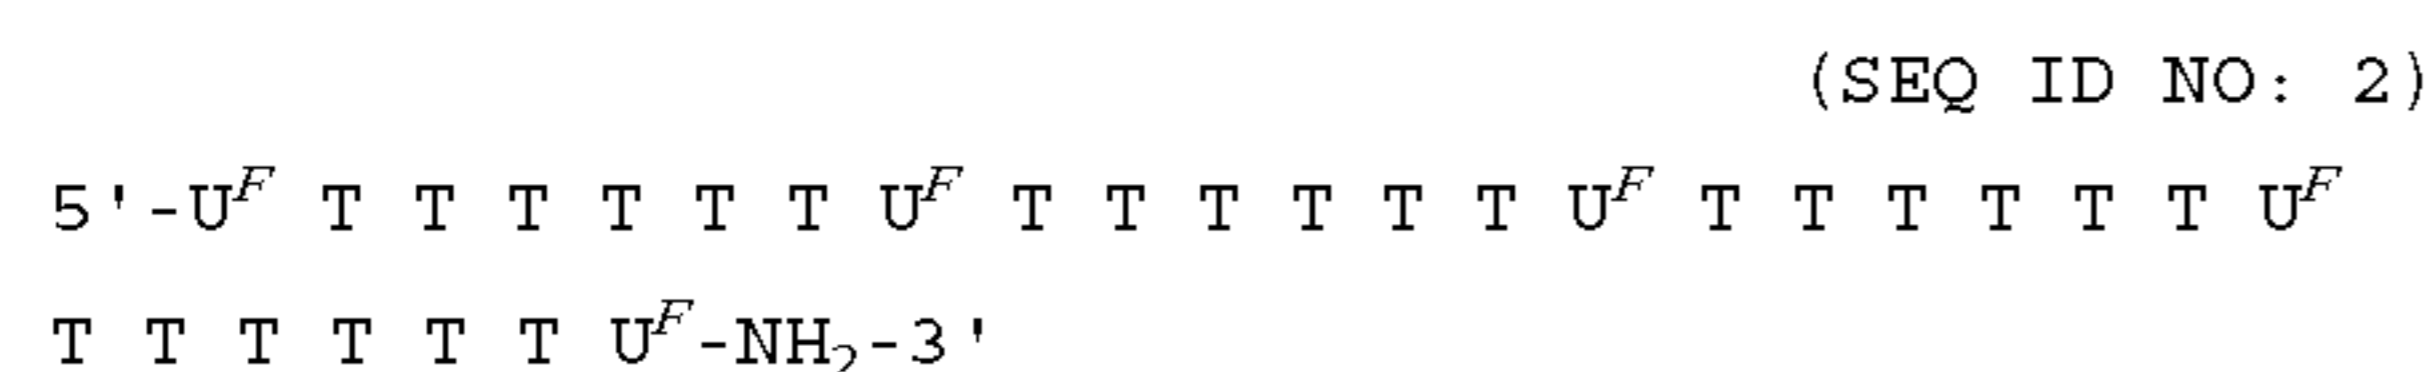 (SEQ ID NO: 2)
5'-U^F T T T T T T U^F T T T T T T U^F T T T T T T U^F
T T T T T T U^F-NH₂-3'